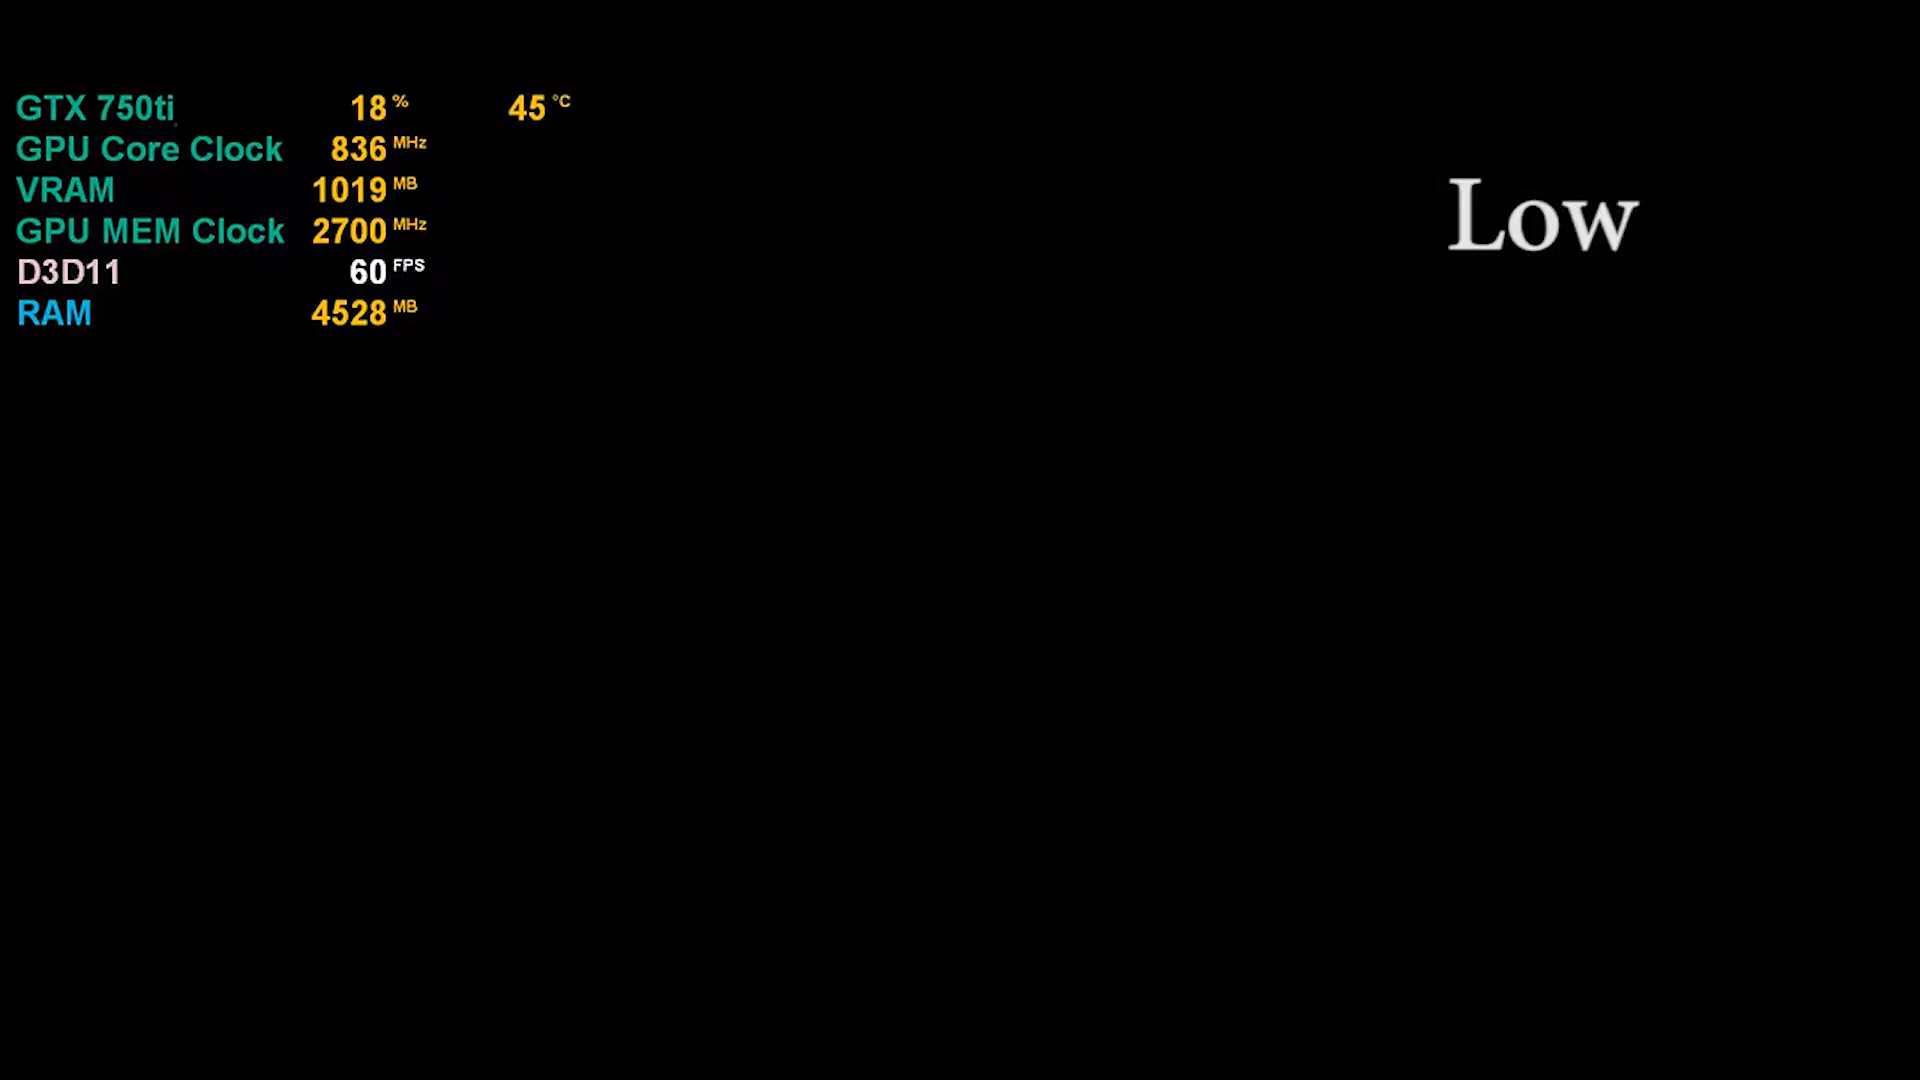 GTX 750ti 18 % 45 °C
GPU Core Clock 836 MHz
VRAM 1019 MB
GPU MEM Clock 2700 MHz
D3D11 60 FPS
RAM 4528 MB
Low